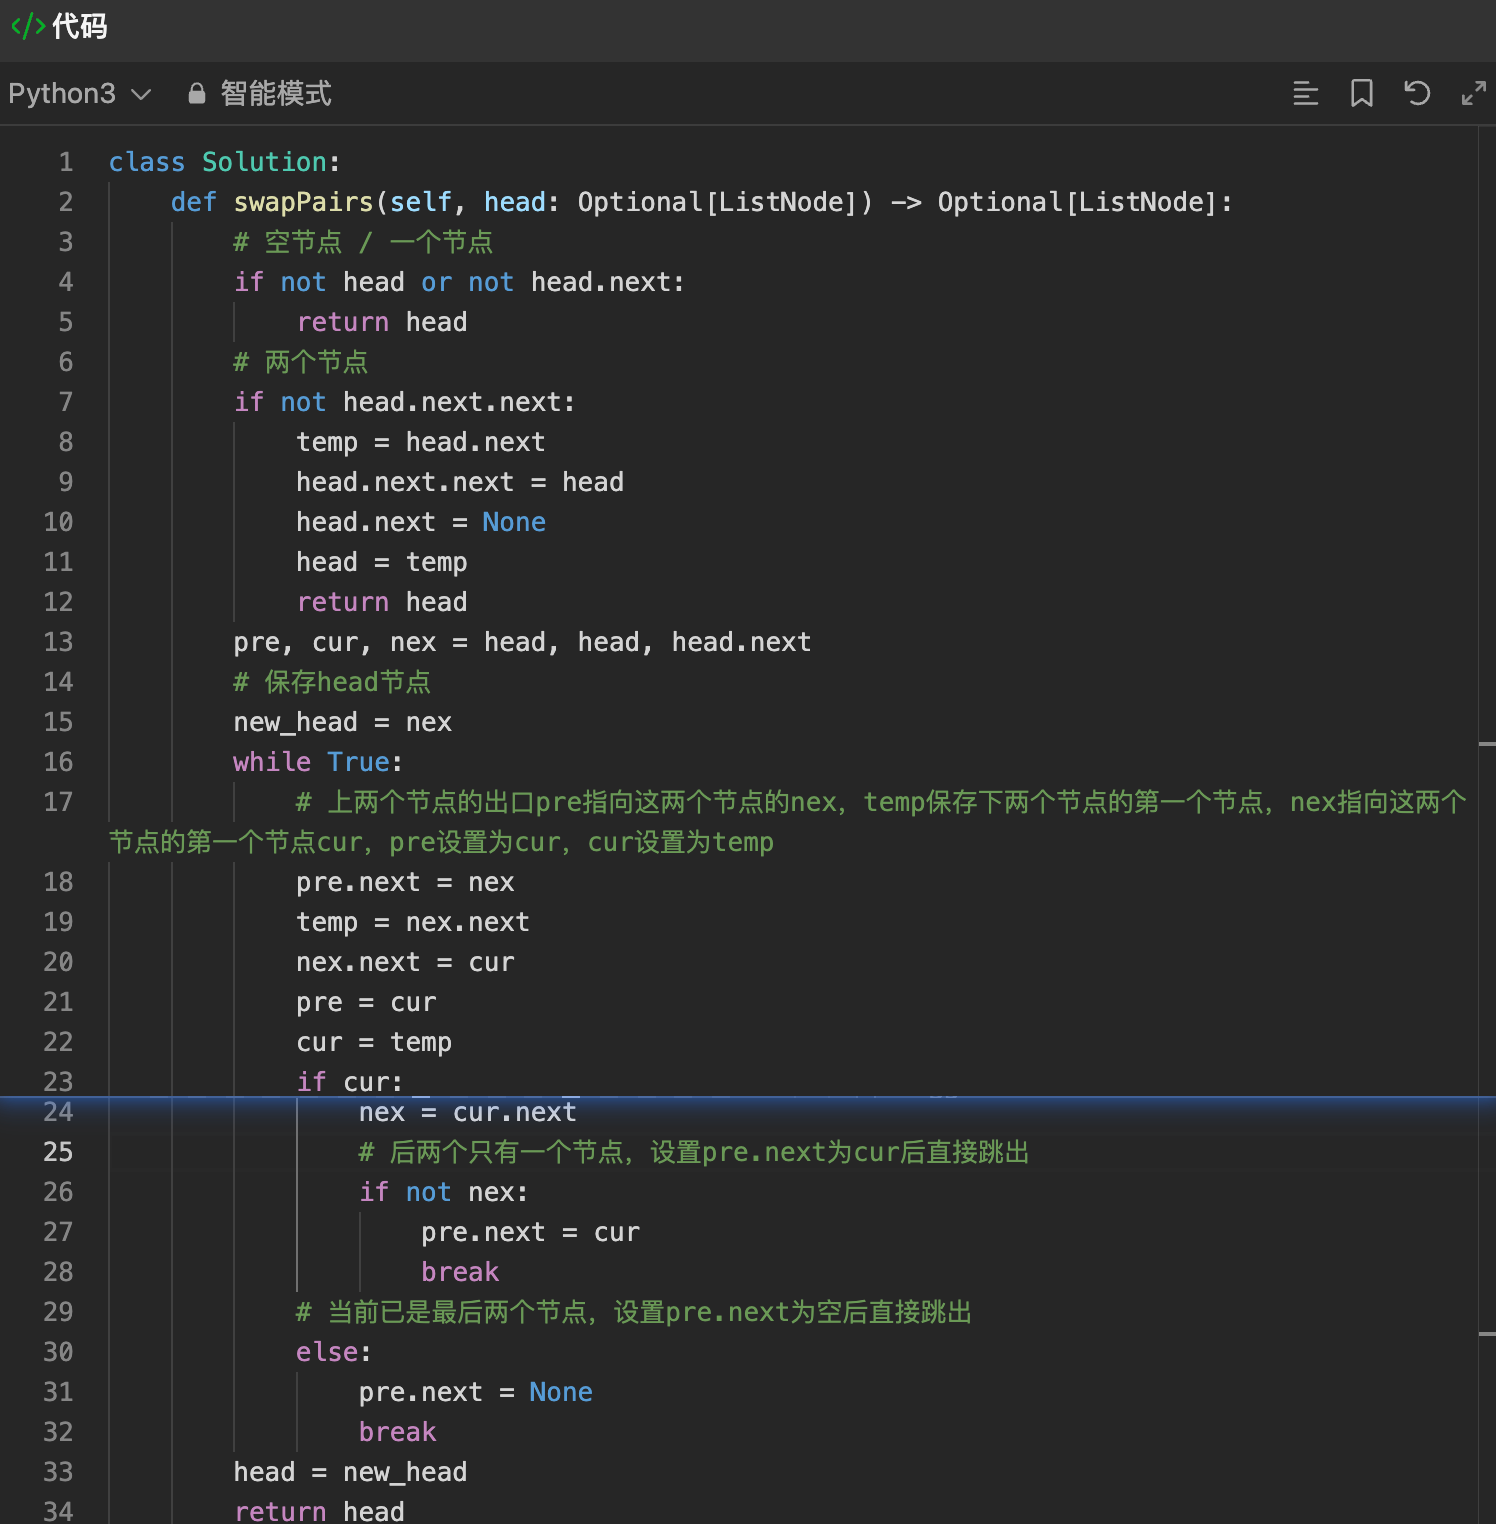 </> 代码
Python3 智能模式
1 class Solution:
2     def swapPairs(self, head: Optional[ListNode]) -> Optional[ListNode]:
3         # 空节点 / 一个节点
4         if not head or not head.next:
5             return head
6         # 两个节点
7         if not head.next.next:
8             temp = head.next
9             head.next.next = head
10             head.next = None
11             head = temp
12             return head
13         pre, cur, nex = head, head, head.next
14         # 保存head节点
15         new_head = nex
16         while True:
17             # 上两个节点的出口pre指向这两个节点的nex，temp保存下两个节点的第一个节点，nex指向这两个
节点的第一个节点cur，pre设置为cur，cur设置为temp
18             pre.next = nex
19             temp = nex.next
20             nex.next = cur
21             pre = cur
22             cur = temp
23             if cur:
24                 nex = cur.next
25                 # 后两个只有一个节点，设置pre.next为cur后直接跳出
26                 if not nex:
27                     pre.next = cur
28                     break
29             # 当前已是最后两个节点，设置pre.next为空后直接跳出
30             else:
31                 pre.next = None
32                 break
33         head = new_head
34         return head